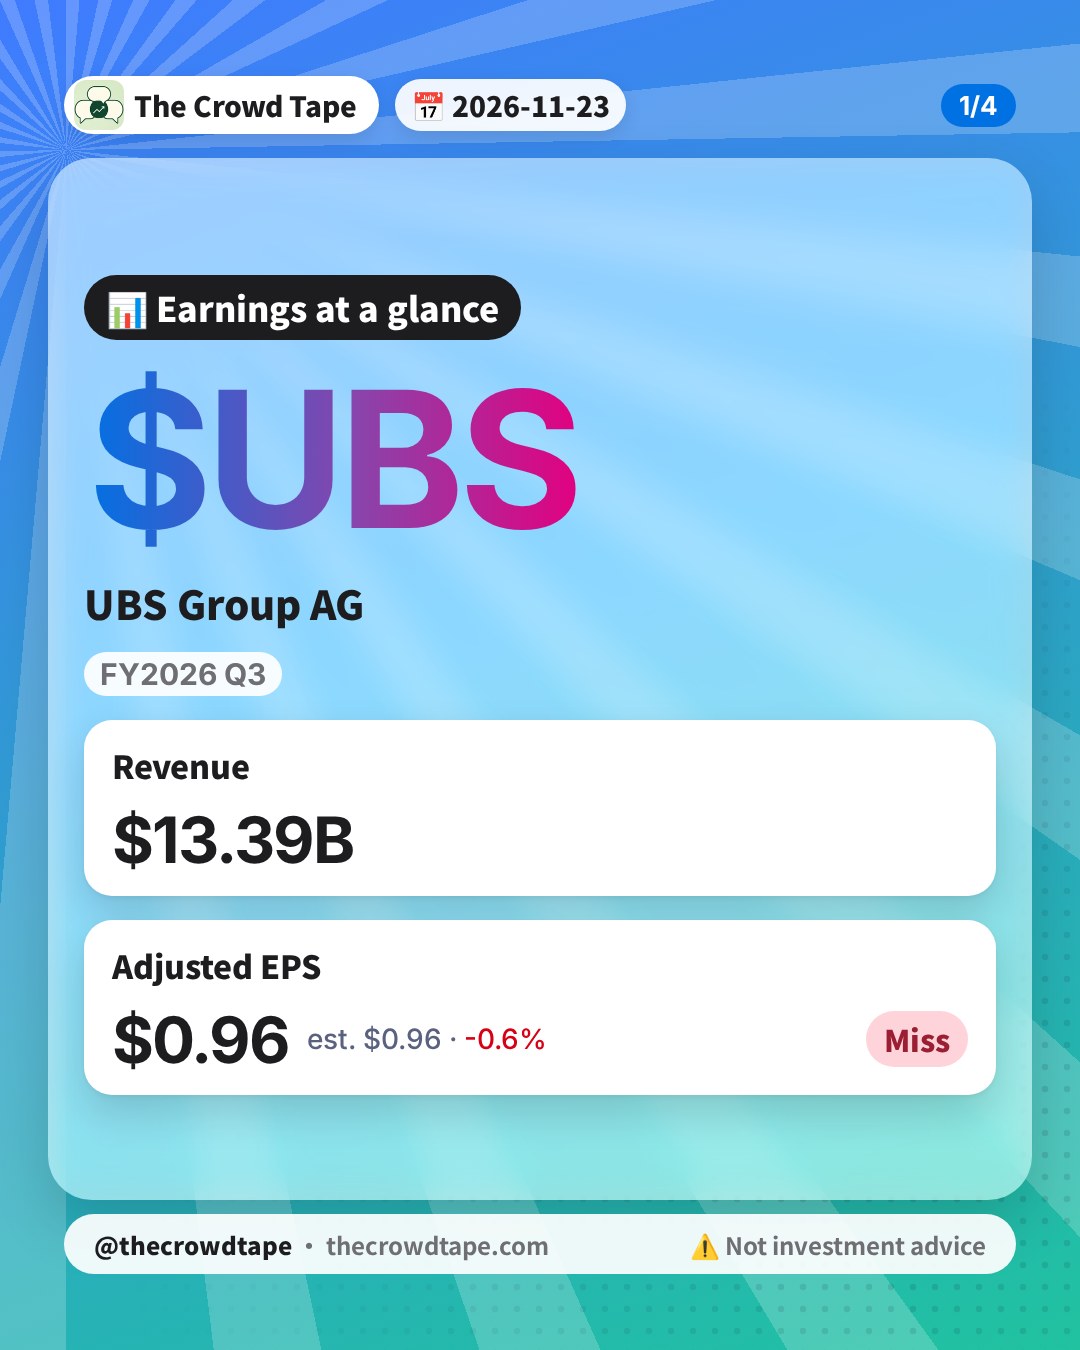 The Crowd Tape
2026-11-23
1/4
Earnings at a glance
$UBS
UBS Group AG
FY2026 Q3
Revenue
$13.39B
Adjusted EPS
$0.96 est. $0.96 · -0.6%
Miss
@thecrowdtape • thecrowdtape.com
⚠️ Not investment advice